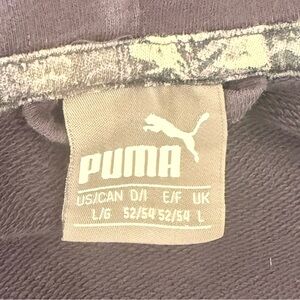 PUMA
US/CAN D/I E/F UK
L/G 52/54 52/54 L